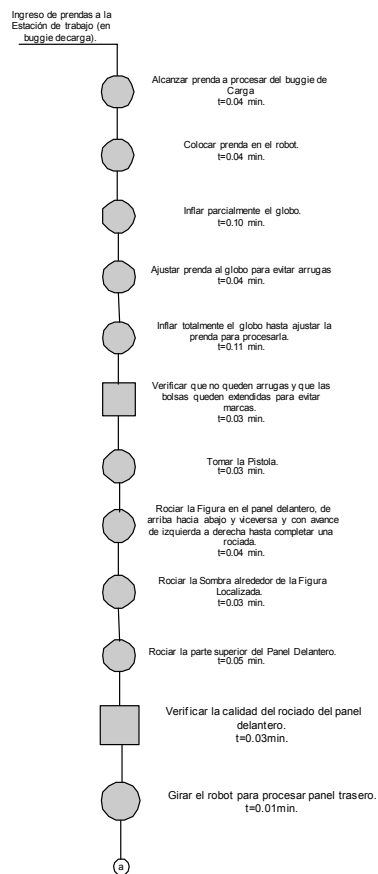 Ingreso de prendas a la
Estación de trabajo (en
buggie decarga).
Alcanzar prenda a procesar del buggie de
Carga
t=0.04 min.
Colocar prenda en el robot.
t=0.04 min.
Inflar parcialmente el globo.
t=0.10 min.
Ajustar prenda al globo para evitar arrugas
t=0.04 min.
Inflar totalmente el globo hasta ajustar la
prenda para procesarla.
t=0.11 min.
Verificar que no queden arrugas y que las
bolsas queden extendidas para evitar
marcas.
t=0.03 min.
Tomar la Pistola.
t=0.03 min.
Rociar la Figura en el panel delantero, de
arriba hacia abajo y viceversa y con avance
de izquierda a derecha hasta completar una
rociada.
t=0.04 min.
Rociar la Sombra alrededor de la Figura
Localizada.
t=0.03 min.
Rociar la parte superior del Panel Delantero.
t=0.05 min.
Verificar la calidad del rociado del panel
delantero.
t=0.03min.
Girar el robot para procesar panel trasero.
t=0.01min.
a